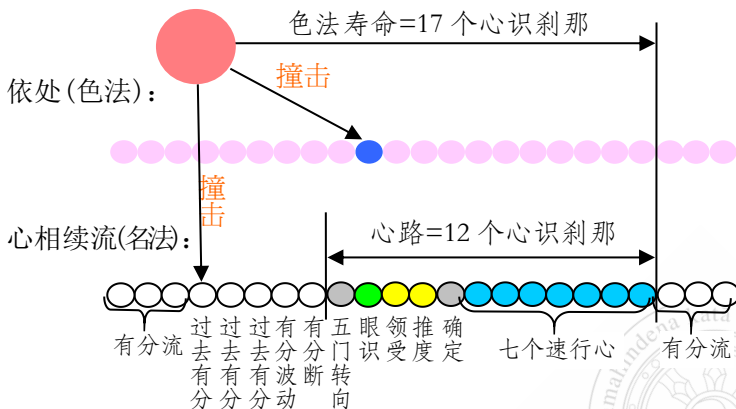 色法寿命=17 个心识刹那
撞击
依处(色法):
撞击
心相续流(名法):
心路=12 个心识刹那
有分流
过去有分
过去有分
过去有分
有分波动
有分断
五门转向
眼识
领受
推度
确定
七个速行心
有分流